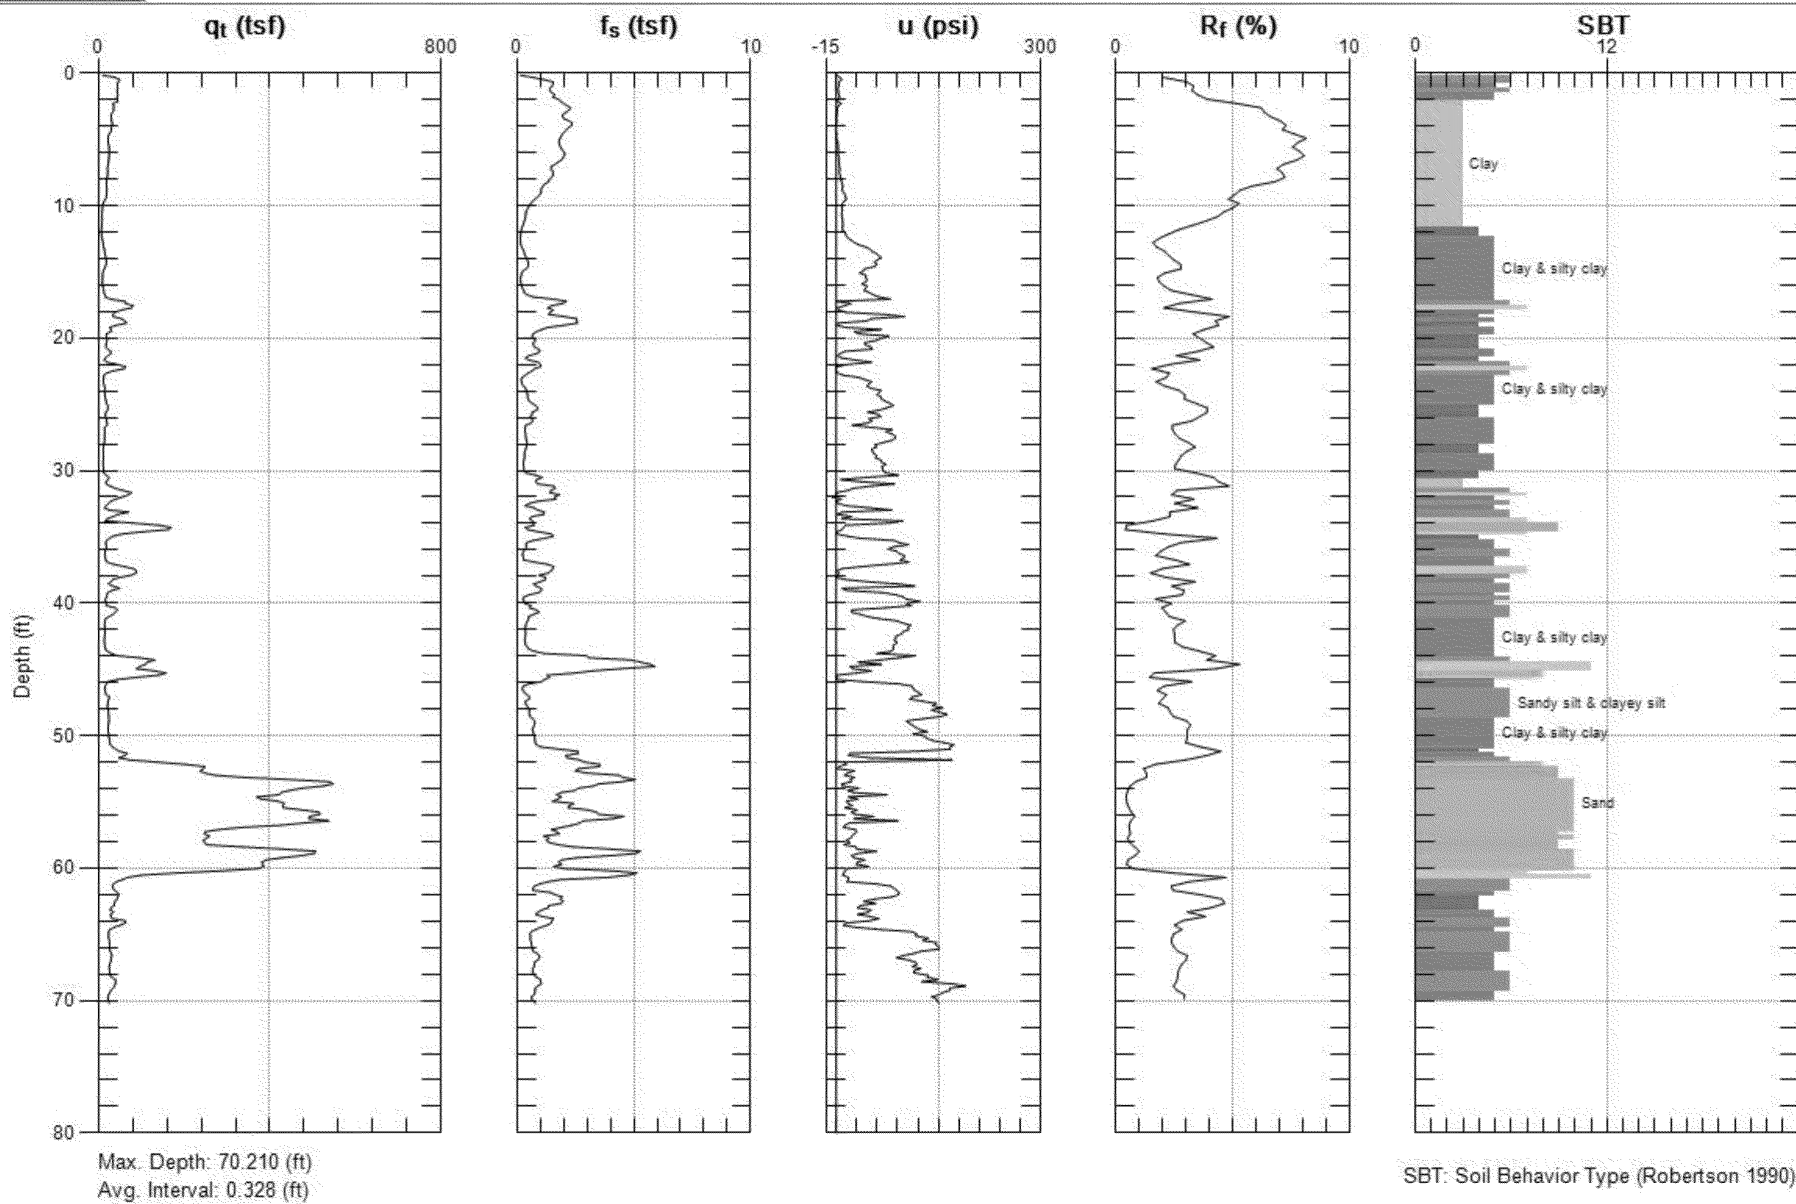 qt (tsf) fs (tsf) u (psi) Rf (%) SBT
0 800 0 10 -15 300 0 10 0 12
0
Clay
10
Clay & silty clay
20
Clay & silty clay
30
40
Clay & silty clay
Depth (ft)
Sandy silt & clayey silt
50
Clay & silty clay
Sand
60
70
80
Max. Depth: 70.210 (ft)
Avg. Interval: 0.328 (ft)
SBT: Soil Behavior Type (Robertson 1990)